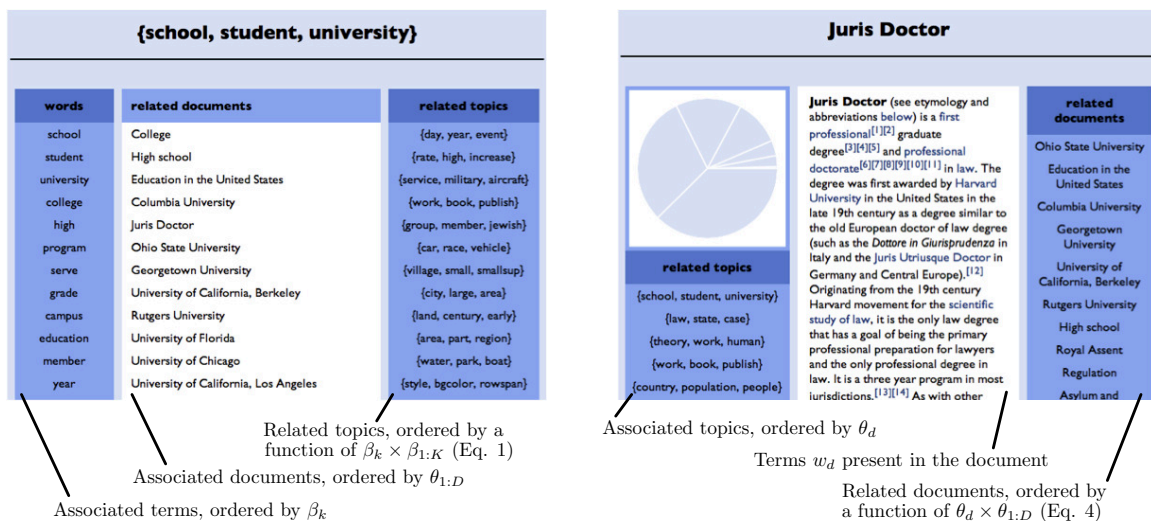 {school, student, university}
words
school
student
university
college
high
program
serve
grade
campus
education
member
year
related documents
College
High school
Education in the United States
Columbia University
Juris Doctor
Ohio State University
Georgetown University
University of California, Berkeley
Rutgers University
University of Florida
University of Chicago
University of California, Los Angeles
related topics
{day, year, event}
{rate, high, increase}
{service, military, aircraft}
{work, book, publish}
{group, member, jewish}
{car, race, vehicle}
{village, small, smallsup}
{city, large, area}
{land, century, early}
{area, part, region}
{water, park, boat}
{style, bgcolor, rowspan}
Related topics, ordered by a
function of βk × β1:K (Eq. 1)
Associated documents, ordered by θ1:D
Associated terms, ordered by βk
Juris Doctor
related topics
{school, student, university}
{law, state, case}
{theory, work, human}
{work, book, publish}
{country, population, people}
Juris Doctor (see etymology and
abbreviations below) is a first
professional[1][2] graduate
degree[3][4][5] and professional
doctorate[6][7][8][9][10][11] in law. The
degree was first awarded by Harvard
University in the United States in the
late 19th century as a degree similar to
the old European doctor of law degree
(such as the Dottore in Giurisprudenza in
Italy and the Juris Utriusque Doctor in
Germany and Central Europe).[12]
Originating from the 19th century
Harvard movement for the scientific
study of law, it is the only law degree
that has a goal of being the primary
professional preparation for lawyers
and the only professional degree in
law. It is a three year program in most
jurisdictions.[13][14] As with other
related
documents
Ohio State University
Education in the
United States
Columbia University
Georgetown
University
University of
California, Berkeley
Rutgers University
High school
Royal Assent
Regulation
Asylum and
Associated topics, ordered by θd
Terms wd present in the document
Related documents, ordered by
a function of θd × θ1:D (Eq. 4)